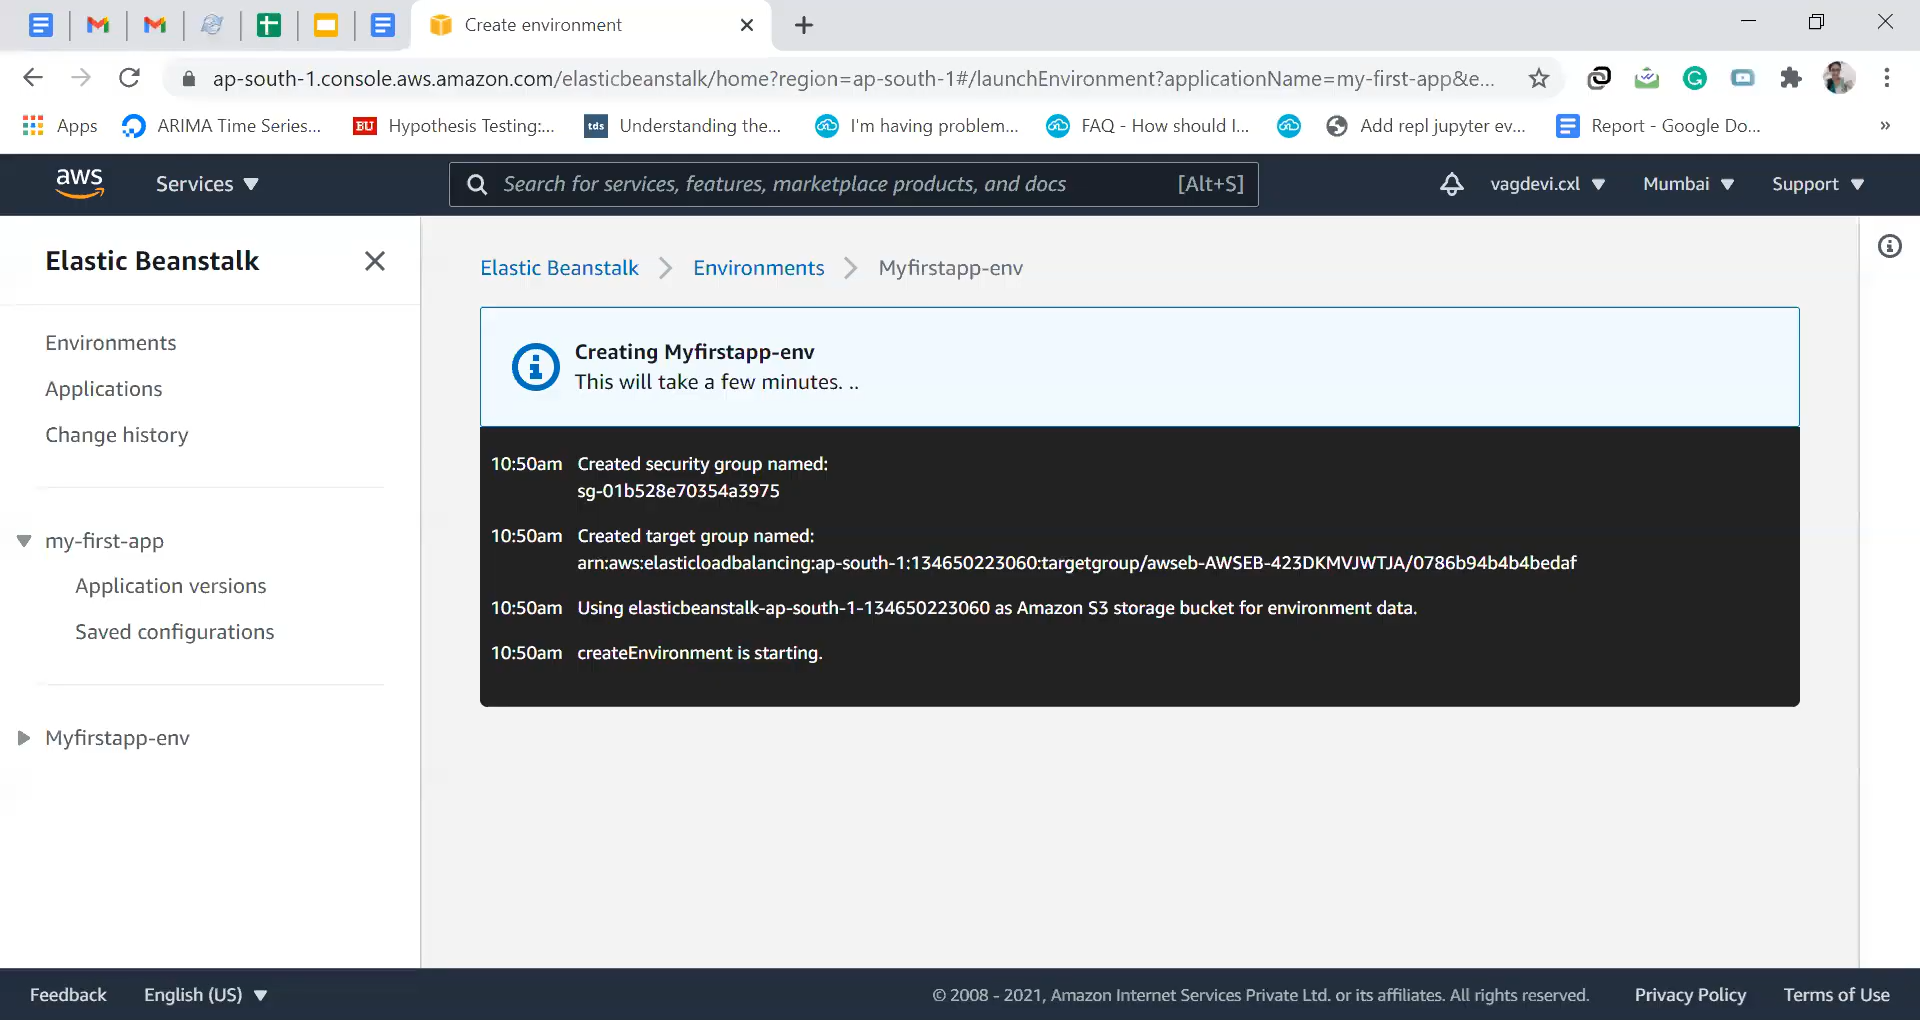 Create environment
ap-south-1.console.aws.amazon.com/elasticbeanstalk/home?region=ap-south-1#/launchEnvironment?applicationName=my-first-app&e...
Apps
ARIMA Time Series...
BU
Hypothesis Testing:...
tds
Understanding the...
I'm having problem...
FAQ - How should I...
Add repl jupyter ev...
Report - Google Do...
»
aws
Services
Search for services, features, marketplace products, and docs
[Alt+S]
vagdevi.cxl
Mumbai
Support
Elastic Beanstalk
Environments
Applications
Change history
my-first-app
Application versions
Saved configurations
Myfirstapp-env
Elastic Beanstalk
Environments
Myfirstapp-env
Creating Myfirstapp-env
This will take a few minutes. ..
10:50am Created security group named:
sg-01b528e70354a3975
10:50am Created target group named:
arn:aws:elasticloadbalancing:ap-south-1:134650223060:targetgroup/awseb-AWSEB-423DKMVJWTJA/0786b94b4b4bedaf
10:50am Using elasticbeanstalk-ap-south-1-134650223060 as Amazon S3 storage bucket for environment data.
10:50am createEnvironment is starting.
Feedback
English (US)
© 2008 - 2021, Amazon Internet Services Private Ltd. or its affiliates. All rights reserved.
Privacy Policy
Terms of Use